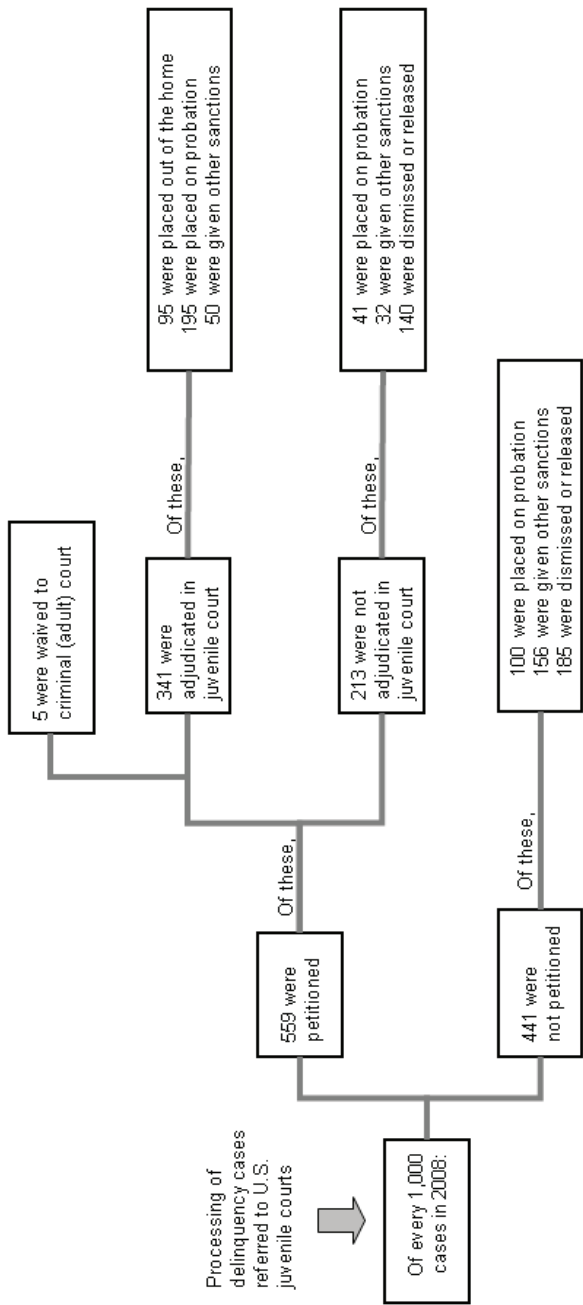 Processing of
delinquency cases
referred to U.S.
juvenile courts
Of every 1,000
cases in 2008:
559 were
petitioned
Of these,
5 were waived to
criminal (adult) court
341 were
adjudicated in
juvenile court
Of these,
95 were placed out of the home
195 were placed on probation
50 were given other sanctions
213 were not
adjudicated in
juvenile court
Of these,
41 were placed on probation
32 were given other sanctions
140 were dismissed or released
441 were
not petitioned
Of these,
100 were placed on probation
156 were given other sanctions
185 were dismissed or released